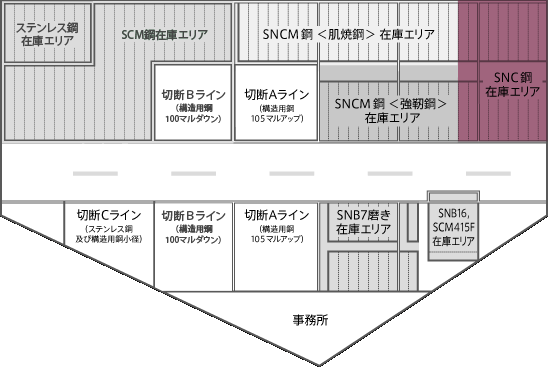 ステンレス鋼
在庫エリア
SCM鋼在庫エリア
SNCM鋼＜肌焼鋼＞在庫エリア
SNC鋼
在庫エリア
切断Bライン
（構造用鋼
100マルダウン）
切断Aライン
（構造用鋼
105マルアップ）
SNCM鋼＜強靭鋼＞
在庫エリア
切断Cライン
（ステンレス鋼
及び構造用鋼小径）
切断Bライン
（構造用鋼
100マルダウン）
切断Aライン
（構造用鋼
105マルアップ）
SNB7磨き
在庫エリア
SNB16,
SCM415F
在庫エリア
事務所